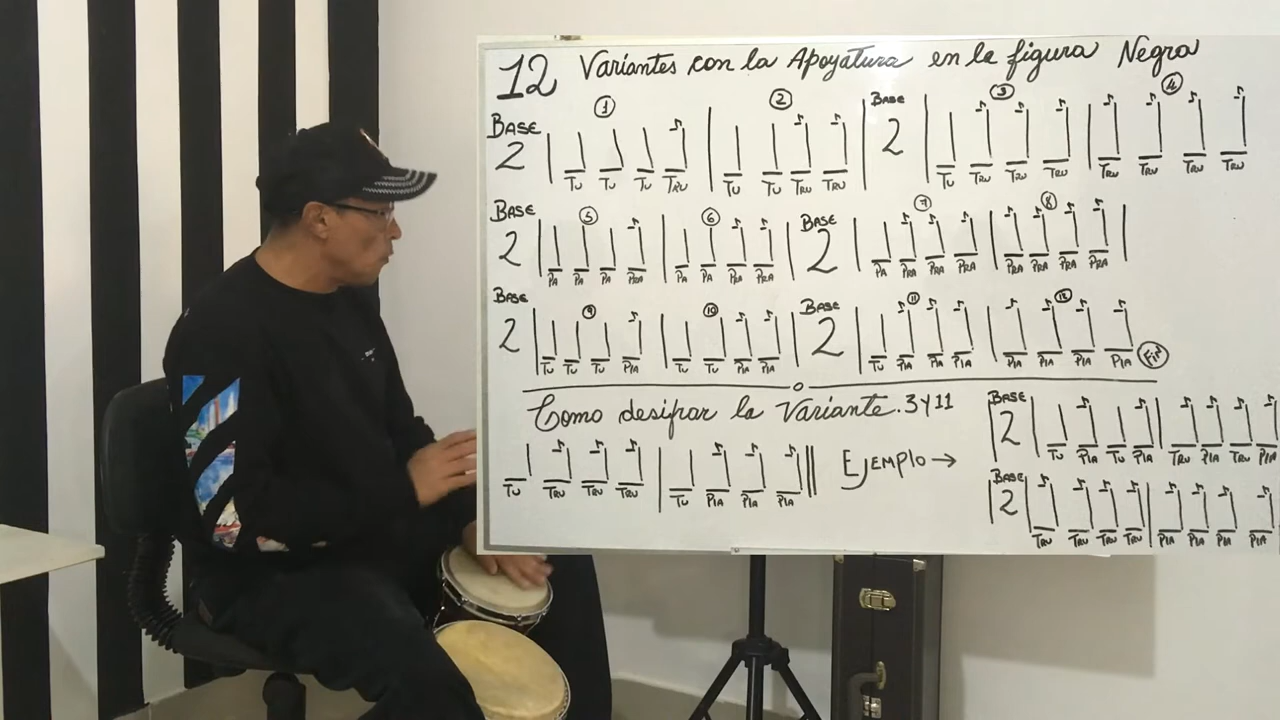 12 Variantes con la Apoyatura en la figura Negra
BASE 2 ① ② BASE 2 ③ ④
Tu Tu Tu TRU Tu Tu TRU TRU Tu TRU TRU TRU TRU TRU TRU TRU
BASE 2 ⑤ ⑥ BASE 2 ⑦ ⑧
PA PA PA PRA PA PA PRA PRA PA PRA PRA PRA PRA PRA PRA PRA
BASE 2 ⑨ ⑩ BASE 2 ⑪ ⑫
Tu Tu Tu PIA Tu Tu PIA PIA Tu PIA PIA PIA PIA PIA PIA PIA Fin
Como desifrar la Variante. 3 Y 11
Tu TRU TRU TRU Tu PIA PIA PIA
EJEMPLO →
BASE 2
Tu PIA Tu PIA TRU PIA TRU PIA
BASE 2
TRU TRU TRU TRU PIA PIA PIA PIA